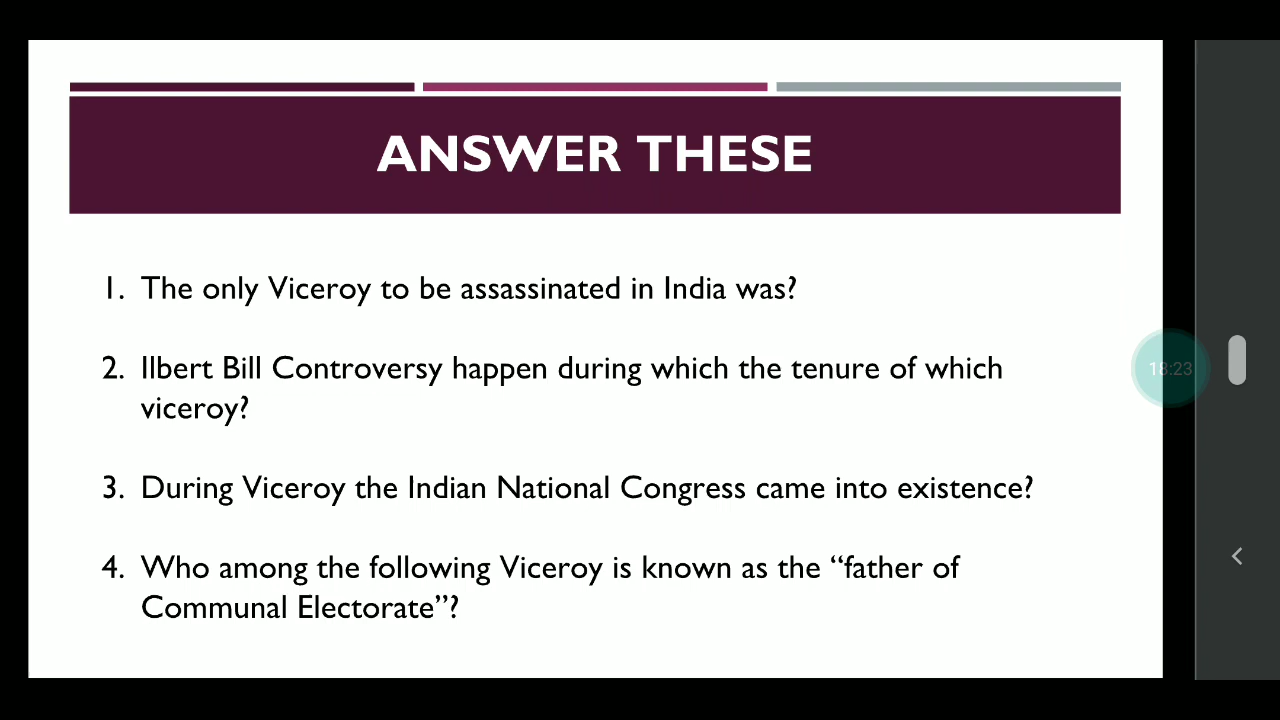 ANSWER THESE
1. The only Viceroy to be assassinated in India was?
2. Ilbert Bill Controversy happen during which the tenure of which
viceroy?
3. During Viceroy the Indian National Congress came into existence?
4. Who among the following Viceroy is known as the “father of
Communal Electorate”?
18:23